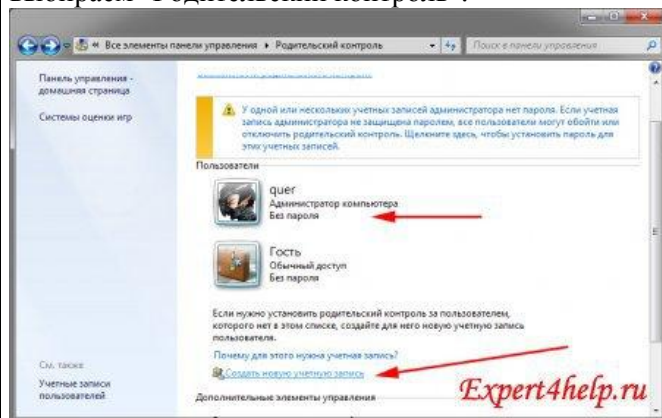 Выбираем "Родительский контроль".
Все элементы панели управления
Родительский контроль
Поиск в панели управления
Панель управления -
домашняя страница
Системы оценки игр
У одной или нескольких учетных записей администратора нет пароля. Если учетная
запись администратора не защищена паролем, все пользователи могут обойти или
отключить родительский контроль. Щелкните здесь, чтобы установить пароль для
этих учетных записей.
Пользователи
quer
Администратор компьютера
Без пароля
Гость
Обычный доступ
Без пароля
Если нужно установить родительский контроль за пользователем,
которого нет в этом списке, создайте для него новую учетную запись
пользователя.
Почему для этого нужна учетная запись?
Создать новую учетную запись
См. также
Учетные записи
пользователей
Дополнительные элементы управления
Expert4help.ru